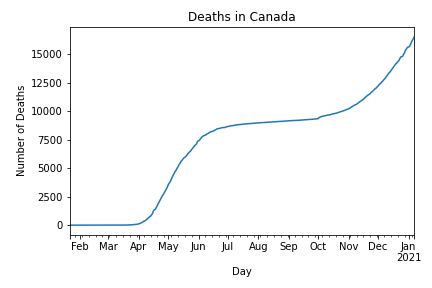 Deaths in Canada
Number of Deaths
15000
12500
10000
7500
5000
2500
0
Feb Mar Apr May Jun Jul Aug Sep Oct Nov Dec Jan
2021
Day